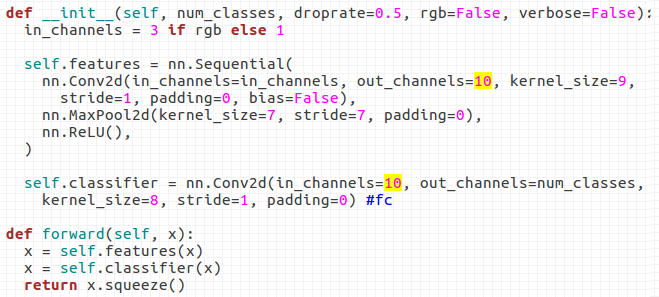 def __init__(self, num_classes, droprate=0.5, rgb=False, verbose=False):
  in_channels = 3 if rgb else 1

  self.features = nn.Sequential(
    nn.Conv2d(in_channels=in_channels, out_channels=10, kernel_size=9,
      stride=1, padding=0, bias=False),
    nn.MaxPool2d(kernel_size=7, stride=7, padding=0),
    nn.ReLU(),
  )

  self.classifier = nn.Conv2d(in_channels=10, out_channels=num_classes,
    kernel_size=8, stride=1, padding=0) #fc

def forward(self, x):
  x = self.features(x)
  x = self.classifier(x)
  return x.squeeze()